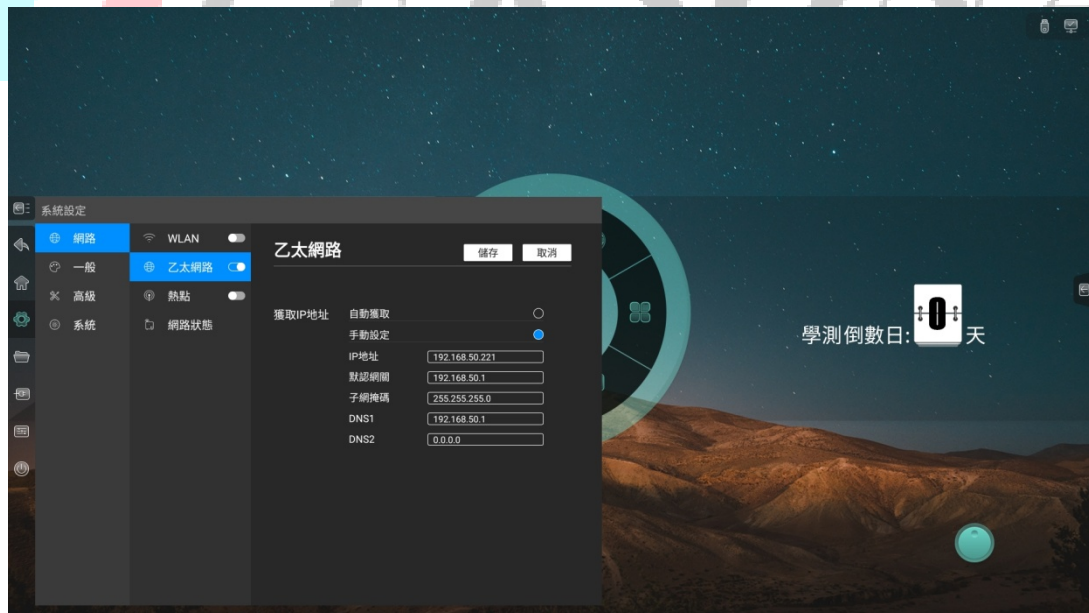 系統設定
網路
一般
高級
系統
WLAN
乙太網路
熱點
網路狀態
乙太網路
儲存
取消
獲取IP地址
自動獲取
手動設定
IP地址 192.168.50.221
默認網關 192.168.50.1
子網掩碼 255.255.255.0
DNS1 192.168.50.1
DNS2 0.0.0.0
學測倒數日: 0 天